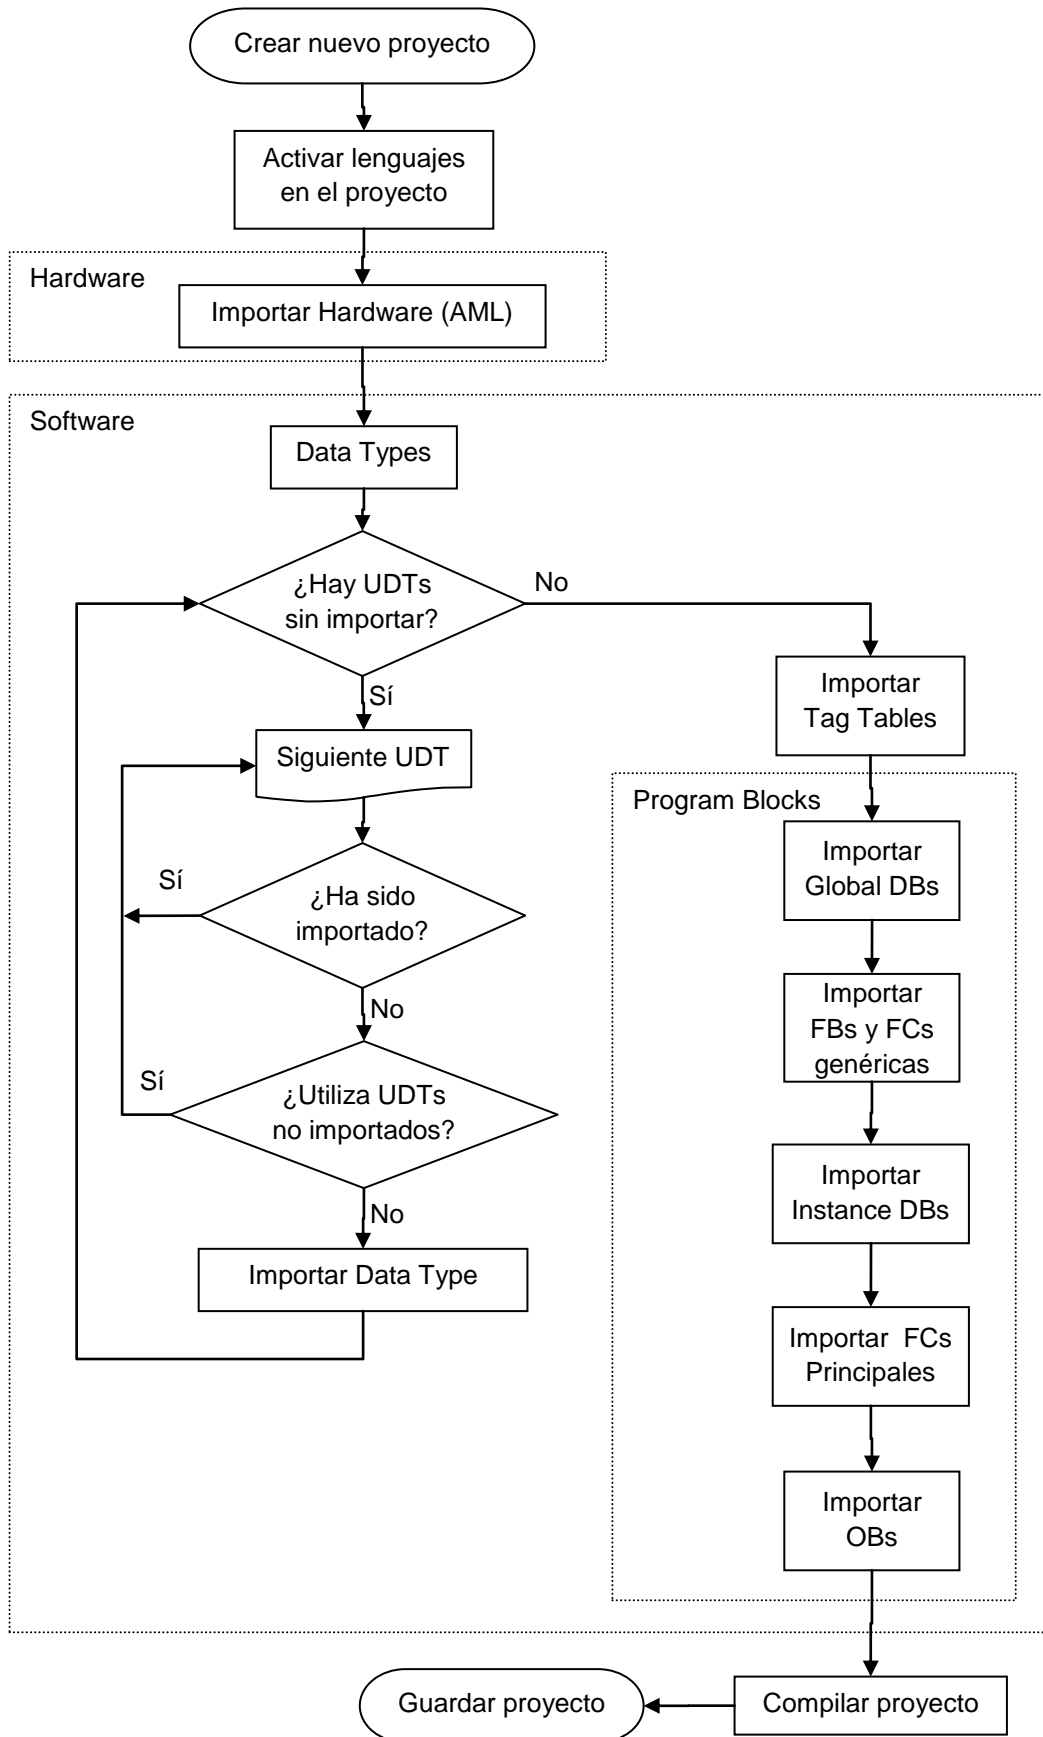 Crear nuevo proyecto
Activar lenguajes
en el proyecto
Hardware
Importar Hardware (AML)
Software
Data Types
¿Hay UDTs
sin importar?
No
Sí
Importar
Tag Tables
Siguiente UDT
Program Blocks
Importar
Global DBs
Sí
¿Ha sido
importado?
No
Importar
FBs y FCs
genéricas
Sí
¿Utiliza UDTs
no importados?
No
Importar
Instance DBs
Importar Data Type
Importar  FCs
Principales
Importar
OBs
Guardar proyecto
Compilar proyecto